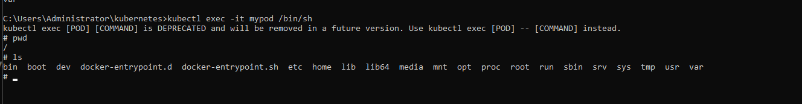 var
C:\Users\Administrator\kubernetes>kubectl exec -it mypod /bin/sh
kubectl exec [POD] [COMMAND] is DEPRECATED and will be removed in a future version. Use kubectl exec [POD] -- [COMMAND] instead.
# pwd
/
# ls
bin  boot  dev  docker-entrypoint.d  docker-entrypoint.sh  etc  home  lib  lib64  media  mnt  opt  proc  root  run  sbin  srv  sys  tmp  usr  var
#